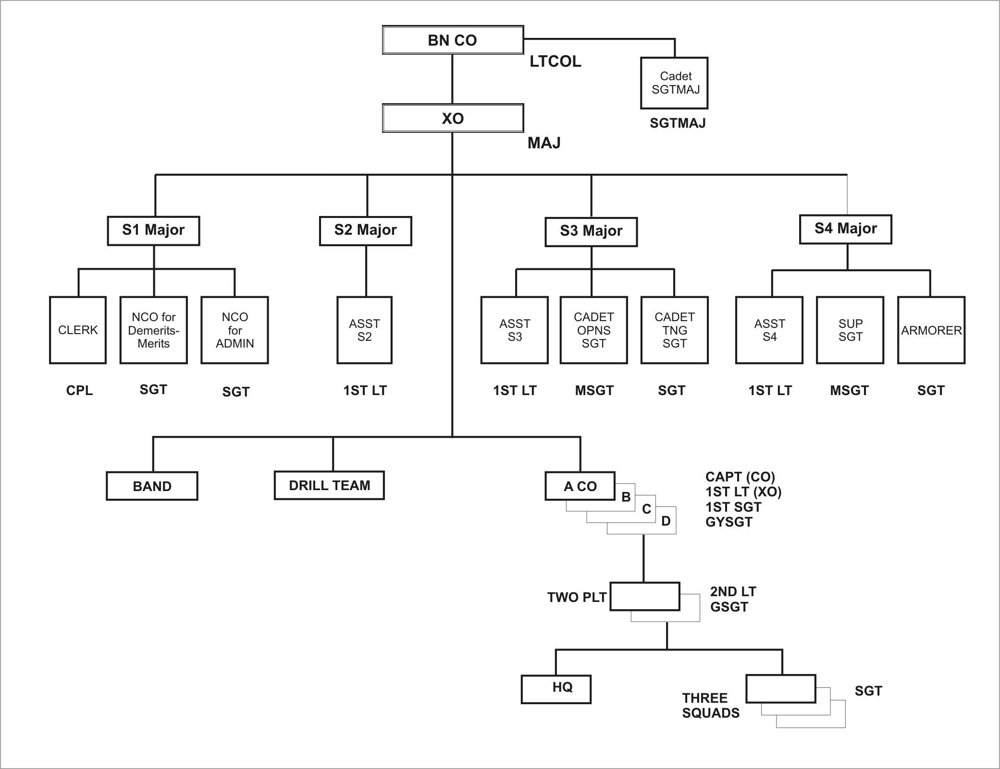 BN CO
LTCOL
Cadet
SGTMAJ
SGTMAJ
XO
MAJ
S1 Major
S2 Major
S3 Major
S4 Major
CLERK
NCO for
Demerits-
Merits
NCO
for
ADMIN
ASST
S2
ASST
S3
CADET
OPNS
SGT
CADET
TNG
SGT
ASST
S4
SUP
SGT
ARMORER
CPL
SGT
SGT
1ST LT
1ST LT
MSGT
SGT
1ST LT
MSGT
SGT
BAND
DRILL TEAM
A CO
B
C
D
CAPT (CO)
1ST LT (XO)
1ST SGT
GYSGT
TWO PLT
2ND LT
GSGT
HQ
THREE
SQUADS
SGT